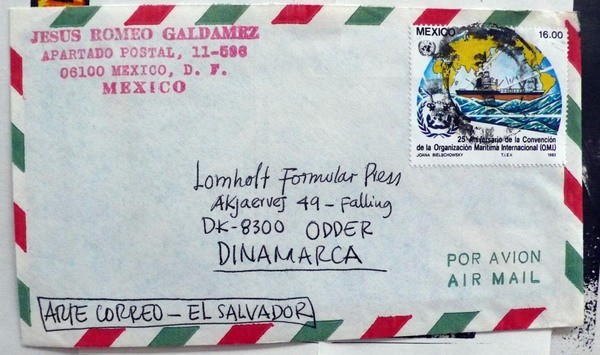 JESUS ROMEO GALDAMEZ
APARTADO POSTAL, 11-596
06100 MEXICO, D. F.
MEXICO
MEXICO 16.00
25 Aniversario de la Convención
de la Organización Marítima Internacional (O.M.I.)
JOANA BIELSCHOWSKY T.I.E.V. 1983
Lomholt Formular Press
Akjaervej 49 - Falling
DK-8300 ODDER
DINAMARCA
POR AVION
AIR MAIL
ARTE CORREO - EL SALVADOR